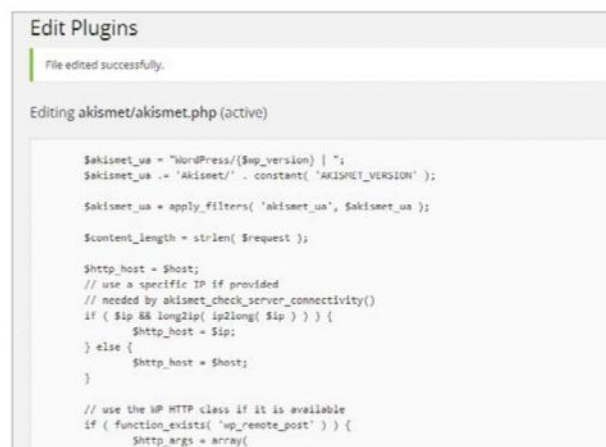 Edit Plugins
File edited successfully.
Editing akismet/akismet.php (active)
$akismet_ua = "WordPress/{$wp_version} | ";
$akismet_ua .= 'Akismet/' . constant( 'AKISMET_VERSION' );
$akismet_ua = apply_filters( 'akismet_ua', $akismet_ua );
$content_length = strlen( $request );
$http_host = $host;
// use a specific IP if provided
// needed by akismet_check_server_connectivity()
if ( $ip && long2ip( ip2long( $ip ) ) ) {
$http_host = $ip;
} else {
$http_host = $host;
}
// use the WP HTTP class if it is available
if ( function_exists( 'wp_remote_post' ) ) {
$http_args = array(